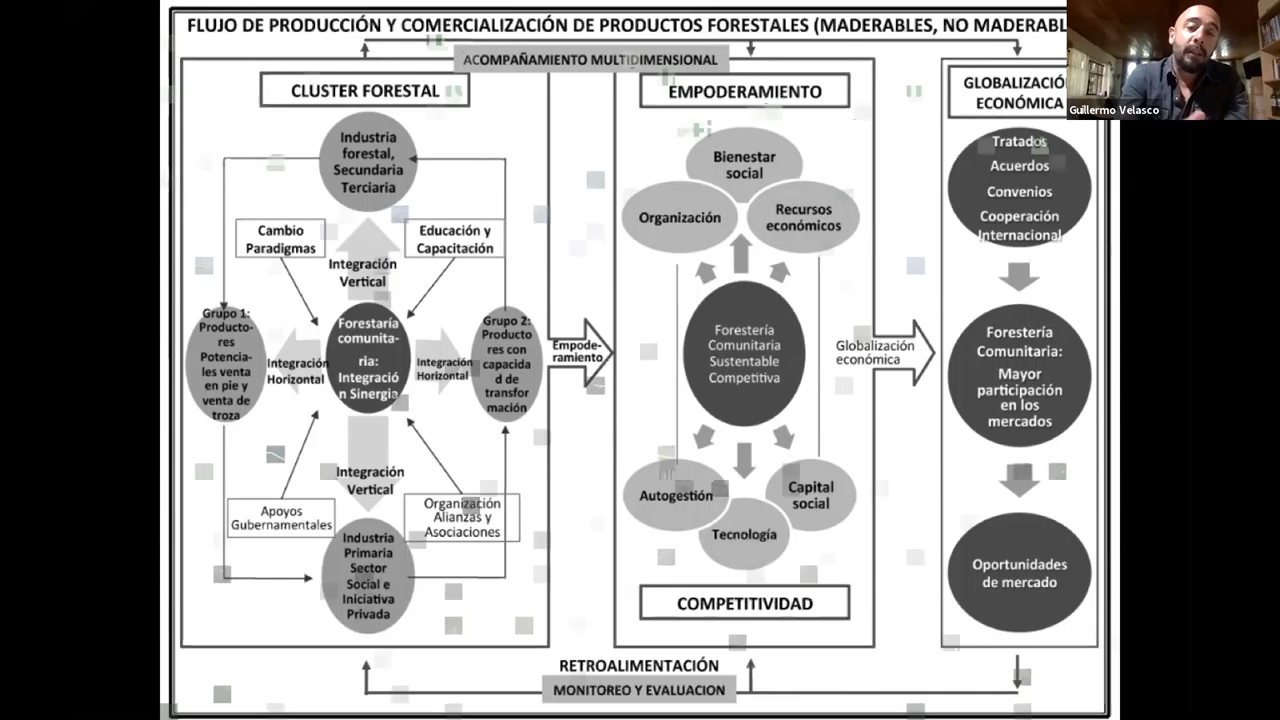 FLUJO DE PRODUCCIÓN Y COMERCIALIZACIÓN DE PRODUCTOS FORESTALES (MADERABLES, NO MADERABL
ACOMPAÑAMIENTO MULTIDIMENSIONAL
Guillermo Velasco
CLUSTER FORESTAL
Industria
forestal,
Secundaria
Terciaria
Cambio
Paradigmas
Educación y
Capacitación
Integración
Vertical
Grupo 1:
Producto-
res
Potencia-
les venta
en pie y
venta de
troza
Integración
Horizontal
Forestaría
comunita-
ria:
Integració
n Sinergia
Integración
Horizontal
Grupo 2:
Producto
res con
capacida
d de
transfor
mación
Integración
Vertical
Apoyos
Gubernamentales
Organización
Alianzas y
Asociaciones
Industria
Primaria
Sector
Social e
Iniciativa
Privada
Empode-
ramiento
EMPODERAMIENTO
Bienestar
social
Organización
Recursos
económicos
Forestería
Comunitaria
Sustentable
Competitiva
Autogestión
Capital
social
Tecnología
COMPETITIVIDAD
Globalización
económica
GLOBALIZACIÓ
ECONÓMICA
Tratados
Acuerdos
Convenios
Cooperación
Internacional
Forestería
Comunitaria:
Mayor
participación
en los
mercados
Oportunidades
de mercado
RETROALIMENTACIÓN
MONITOREO Y EVALUACION